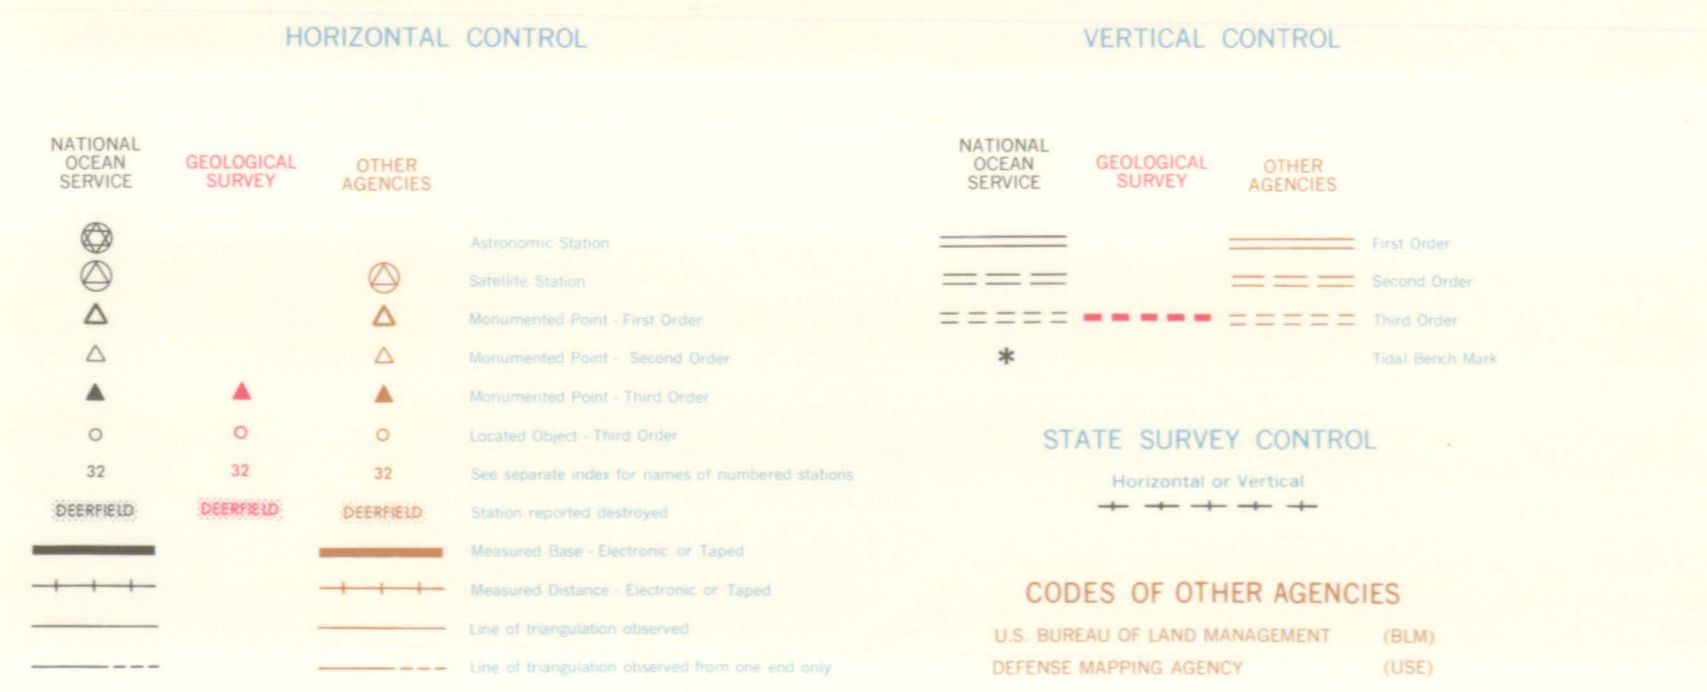 HORIZONTAL CONTROL
NATIONAL
OCEAN
SERVICE
GEOLOGICAL
SURVEY
OTHER
AGENCIES
Astronomic Station
Satellite Station
Monumented Point - First Order
Monumented Point - Second Order
Monumented Point - Third Order
Located Object - Third Order
32 32 32 See separate index for names of numbered stations
DEERFIELD DEERFIELD DEERFIELD Station reported destroyed
Measured Base - Electronic or Taped
Measured Distance - Electronic or Taped
Line of triangulation observed
Line of triangulation observed from one end only
VERTICAL CONTROL
NATIONAL
OCEAN
SERVICE
GEOLOGICAL
SURVEY
OTHER
AGENCIES
First Order
Second Order
Third Order
Tidal Bench Mark
STATE SURVEY CONTROL
Horizontal or Vertical
CODES OF OTHER AGENCIES
U.S. BUREAU OF LAND MANAGEMENT (BLM)
DEFENSE MAPPING AGENCY (USE)